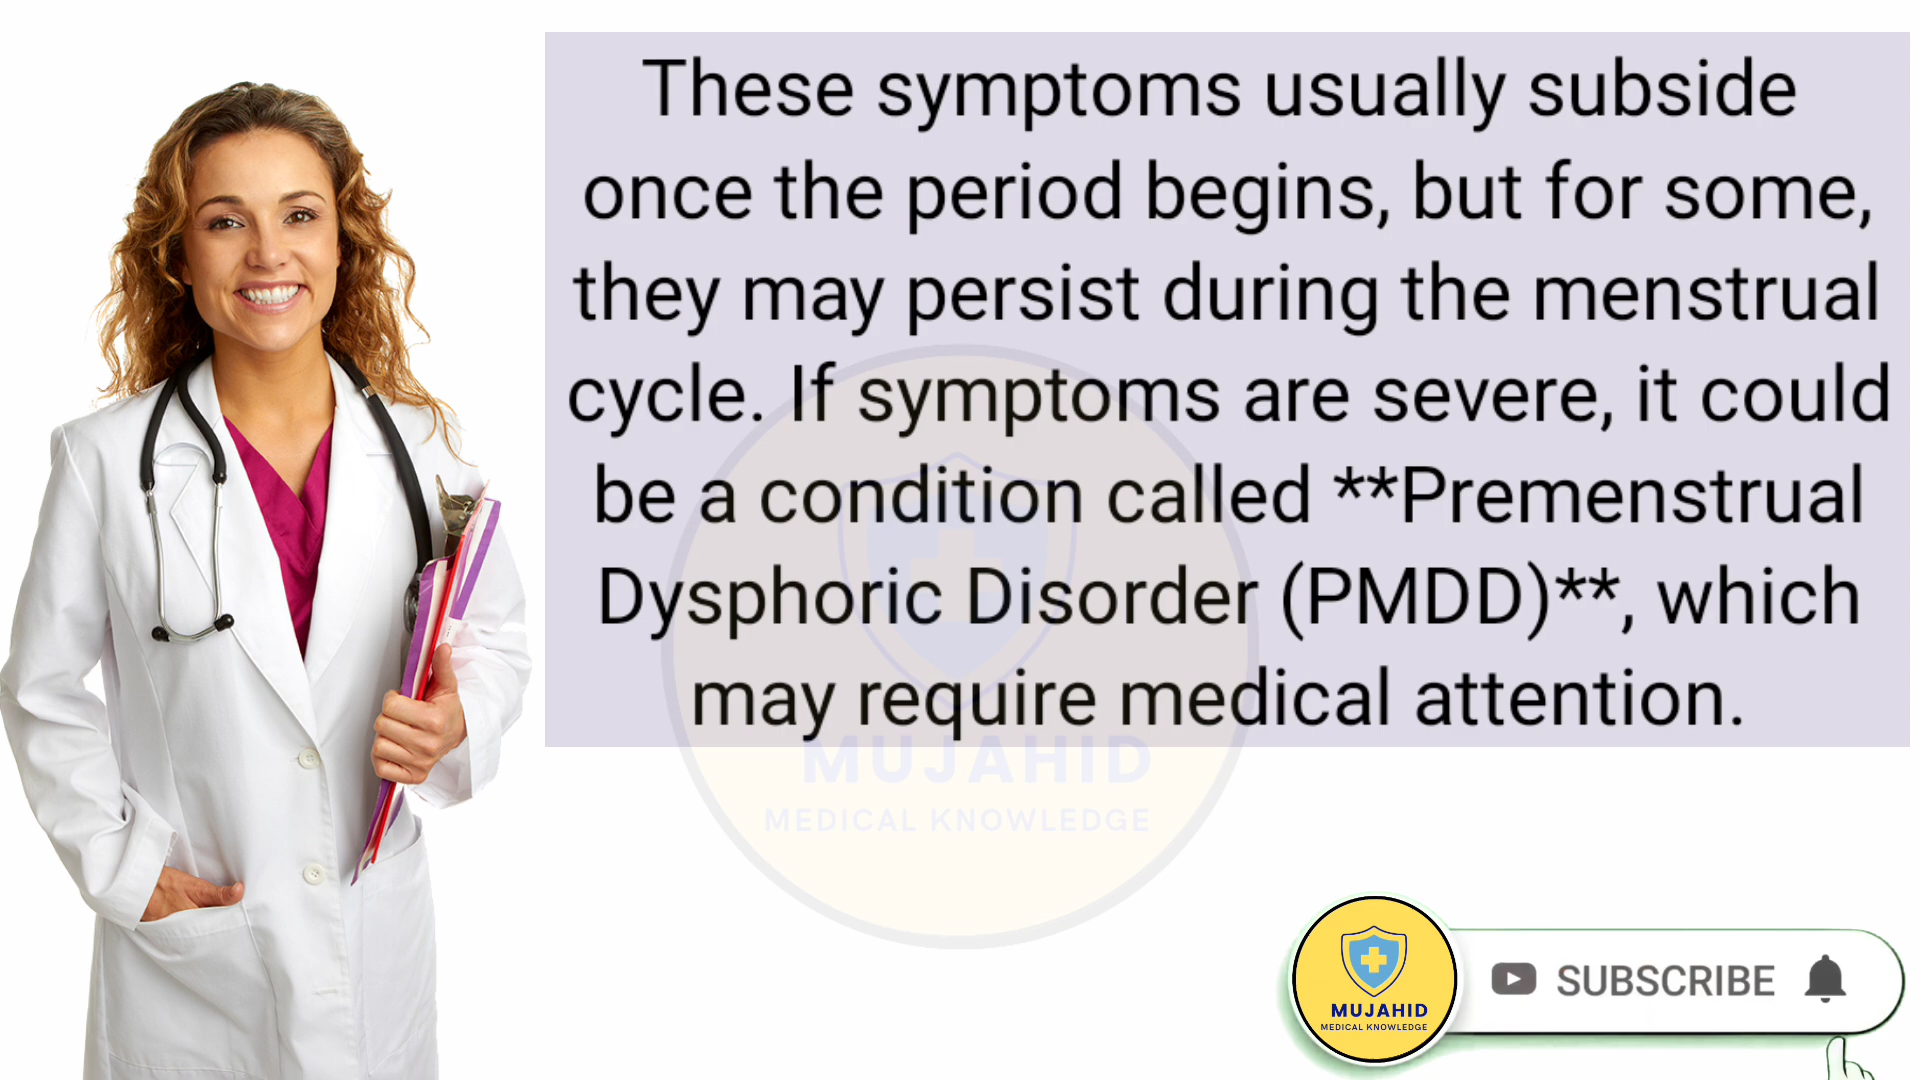 These symptoms usually subside
once the period begins, but for some,
they may persist during the menstrual
cycle. If symptoms are severe, it could
be a condition called **Premenstrual
Dysphoric Disorder (PMDD)**, which
may require medical attention.
MUJAHID
MEDICAL KNOWLEDGE
MUJAHID
MEDICAL KNOWLEDGE
SUBSCRIBE